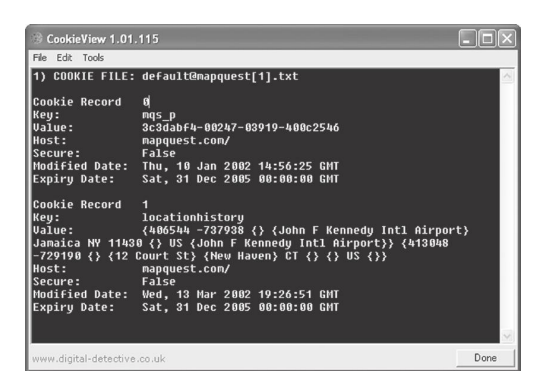 CookieView 1.01.115
File Edit Tools
1) COOKIE FILE: default@mapquest[1].txt
Cookie Record 0
Key: mqs_p
Value: 3c3dabf4-00247-03919-400c2546
Host: mapquest.com/
Secure: False
Modified Date: Thu, 10 Jan 2002 14:56:25 GMT
Expiry Date: Sat, 31 Dec 2005 00:00:00 GMT
Cookie Record 1
Key: locationhistory
Value: {406544 -737938 {} {John F Kennedy Intl Airport}
Jamaica NY 11430 {} US {John F Kennedy Intl Airport}} {413048
-729190 {} {12 Court St} {New Haven} CT {} {} US {}}
Host: mapquest.com/
Secure: False
Modified Date: Wed, 13 Mar 2002 19:26:51 GMT
Expiry Date: Sat, 31 Dec 2005 00:00:00 GMT
www.digital-detective.co.uk Done